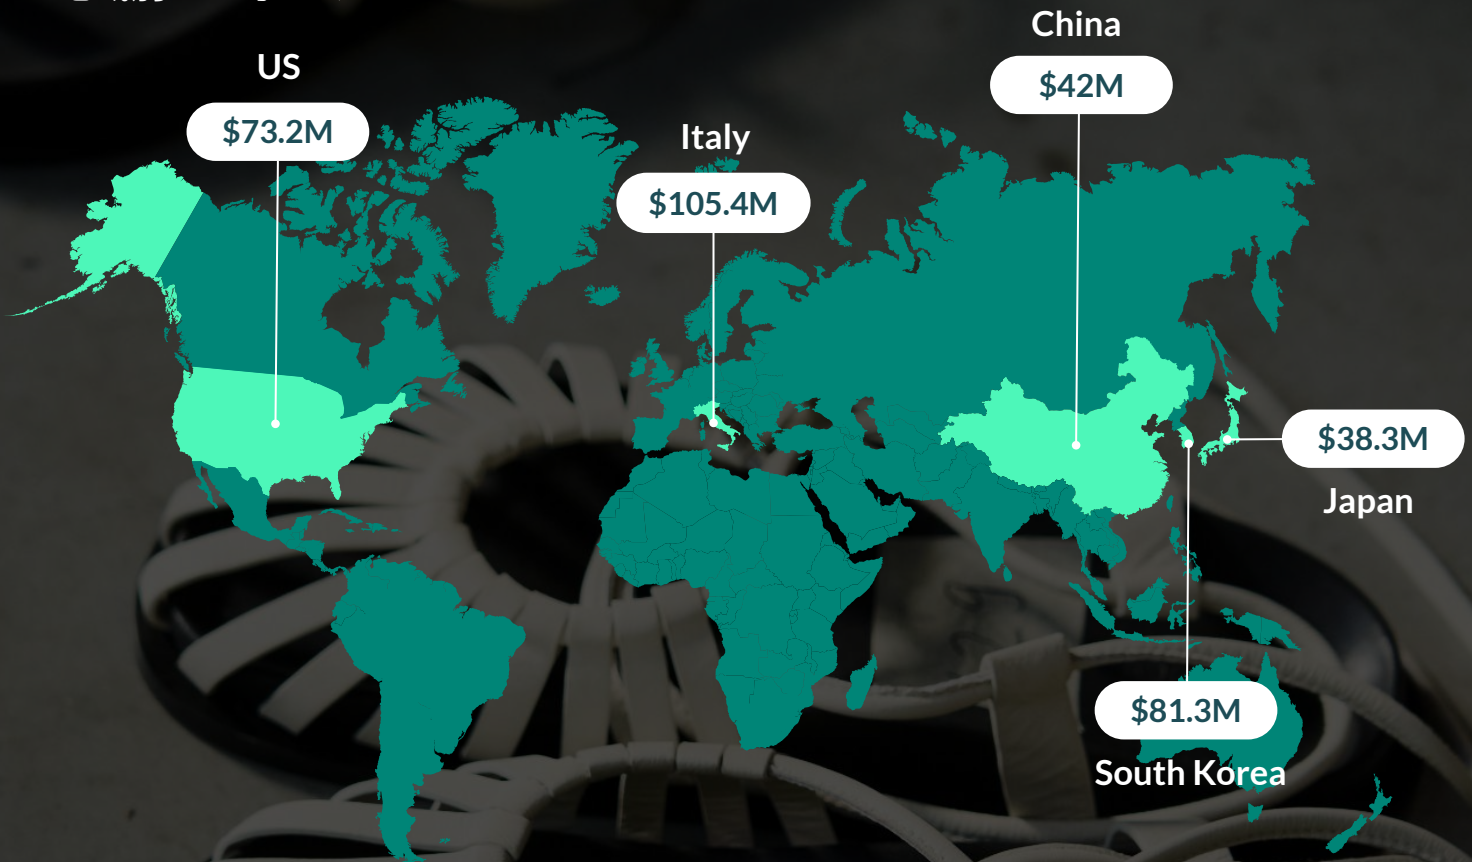 China
US
$42M
$73.2M
Italy
$105.4M
$38.3M
Japan
$81.3M
South Korea